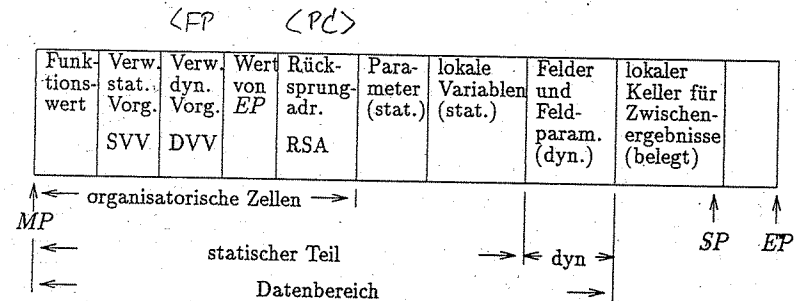 <FP <PC>
Funk- Verw. Verw. Wert Rück- Para- lokale Felder lokaler
tions- stat. dyn. von sprung- meter Variablen und Keller für
wert Vorg. Vorg. EP adr. (stat.) (stat.) Feld- Zwischen-
param. ergebnisse
SVV DVV RSA (dyn.) (belegt)
organisatorische Zellen
MP SP EP
statischer Teil dyn
Datenbereich